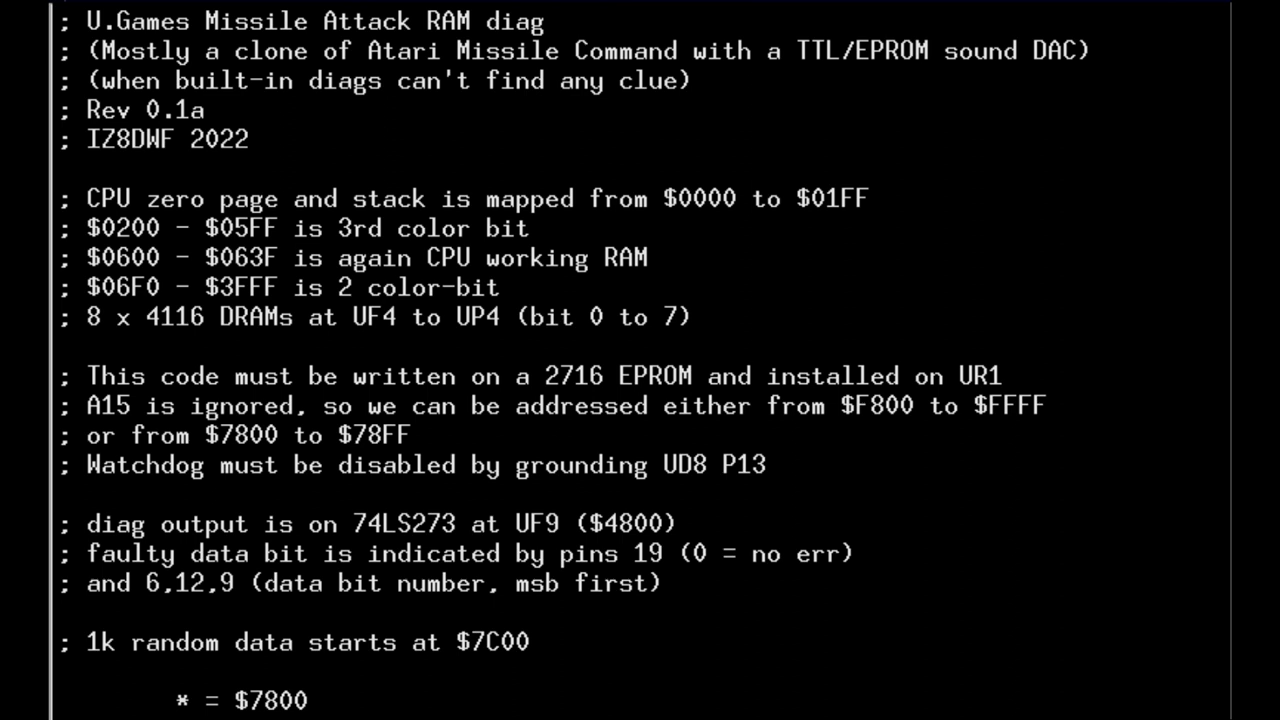 ; U.Games Missile Attack RAM diag
; (Mostly a clone of Atari Missile Command with a TTL/EPROM sound DAC)
; (when built-in diags can't find any clue)
; Rev 0.1a
; IZ8DWF 2022
; CPU zero page and stack is mapped from $0000 to $01FF
; $0200 - $05FF is 3rd color bit
; $0600 - $063F is again CPU working RAM
; $06F0 - $3FFF is 2 color-bit
; 8 x 4116 DRAMs at UF4 to UP4 (bit 0 to 7)
; This code must be written on a 2716 EPROM and installed on UR1
; A15 is ignored, so we can be addressed either from $F800 to $FFFF
; or from $7800 to $78FF
; Watchdog must be disabled by grounding UD8 P13
; diag output is on 74LS273 at UF9 ($4800)
; faulty data bit is indicated by pins 19 (0 = no err)
; and 6,12,9 (data bit number, msb first)
; 1k random data starts at $7C00
* = $7800